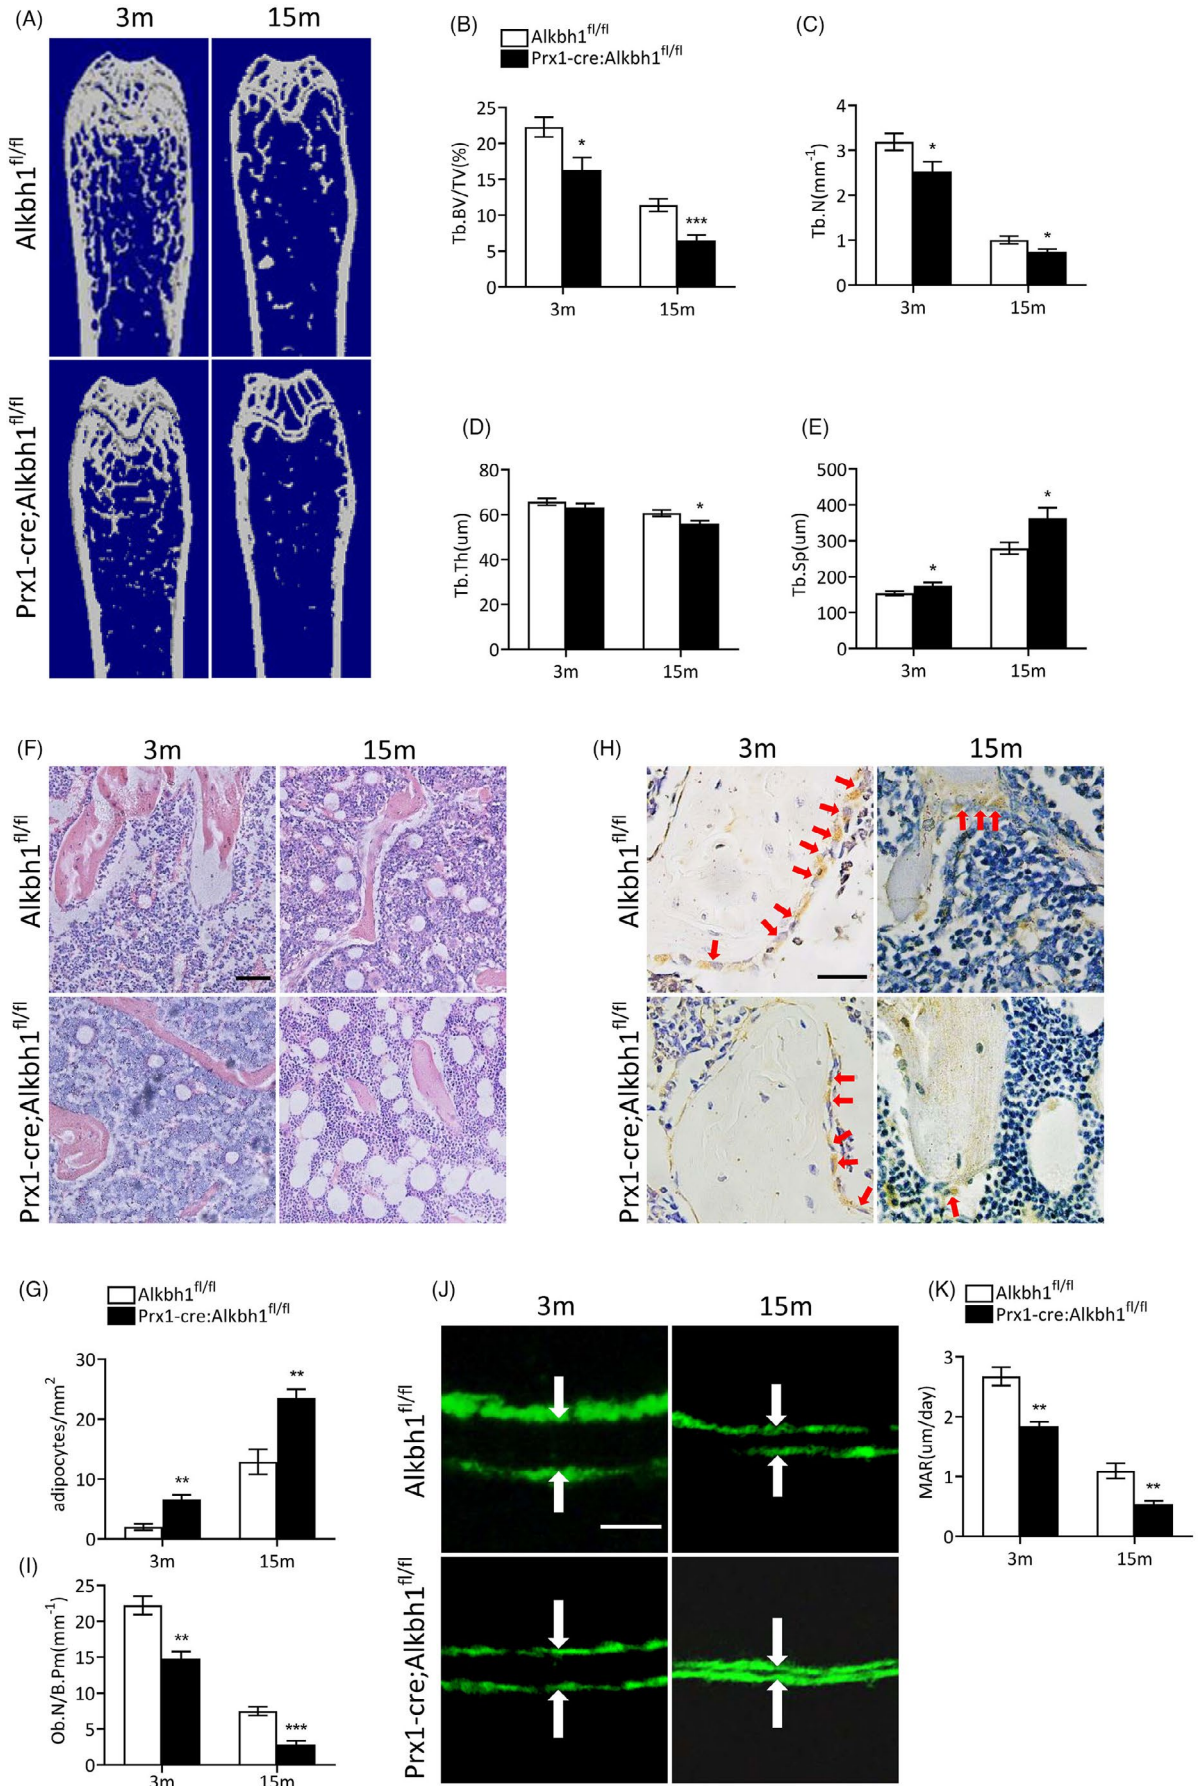 (A)
3m
15m
Alkbh1fl/fl
Prx1-cre;Alkbh1fl/fl
(B)
Alkbh1fl/fl
Prx1-cre:Alkbh1fl/fl
Tb.BV/TV(%)
25
20
15
10
5
0
*
***
3m
15m
(C)
Tb.N(mm-1)
4
3
2
1
0
*
*
3m
15m
(D)
Tb.Th(um)
80
60
40
20
0
*
3m
15m
(E)
Tb.Sp(um)
500
400
300
200
100
0
*
*
3m
15m
(F)
3m
15m
Alkbh1fl/fl
Prx1-cre;Alkbh1fl/fl
(H)
3m
15m
Alkbh1fl/fl
Prx1-cre;Alkbh1fl/fl
(G)
Alkbh1fl/fl
Prx1-cre:Alkbh1fl/fl
adipocytes/mm2
30
20
10
0
**
**
3m
15m
(I)
Ob.N/B.Pm(mm-1)
25
20
15
10
5
0
**
***
3m
15m
(J)
3m
15m
Alkbh1fl/fl
Prx1-cre;Alkbh1fl/fl
(K)
Alkbh1fl/fl
Prx1-cre:Alkbh1fl/fl
MAR(um/day)
3
2
1
0
**
**
3m
15m